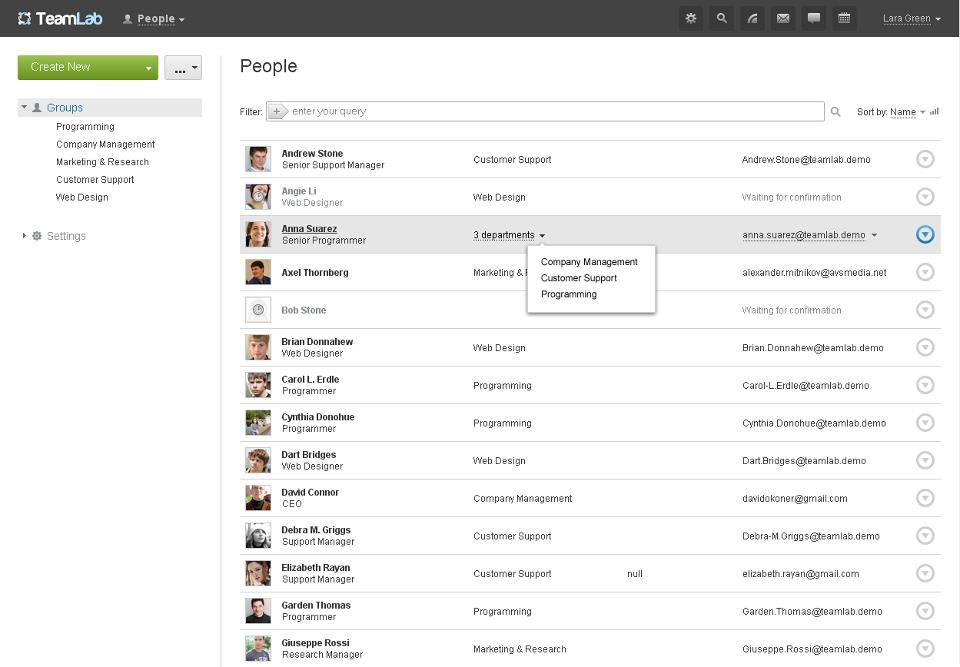 TeamLab People Lara Green
Create New ...
Groups
Programming
Company Management
Marketing & Research
Customer Support
Web Design
Settings
People
Filter: enter your query Sort by: Name
Andrew Stone
Senior Support Manager
Customer Support
Andrew.Stone@teamlab.demo
Angie Li
Web Designer
Web Design
Waiting for confirmation
Anna Suarez
Senior Programmer
3 departments
anna.suarez@teamlab.demo
Company Management
Customer Support
Programming
Axel Thornberg
Marketing &
alexander.mitnikov@avsmedia.net
Bob Stone
Waiting for confirmation
Brian Donnahew
Web Designer
Web Design
Brian.Donnahew@teamlab.demo
Carol L. Erdle
Programmer
Programming
Carol-L.Erdle@teamlab.demo
Cynthia Donohue
Programmer
Programming
Cynthia.Donohue@teamlab.demo
Dart Bridges
Web Designer
Web Design
Dart.Bridges@teamlab.demo
David Connor
CEO
Company Management
davidokoner@gmail.com
Debra M. Griggs
Support Manager
Customer Support
Debra-M.Griggs@teamlab.demo
Elizabeth Rayan
Support Manager
Customer Support
null
elizabeth.rayan@gmail.com
Garden Thomas
Programmer
Programming
Garden.Thomas@teamlab.demo
Giuseppe Rossi
Research Manager
Marketing & Research
Giuseppe.Rossi@teamlab.demo